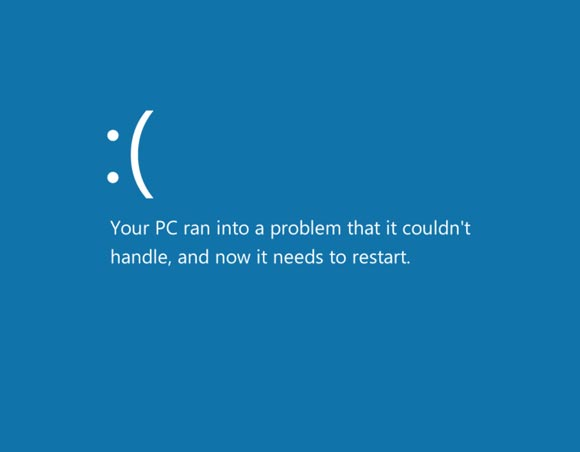 :(
Your PC ran into a problem that it couldn't
handle, and now it needs to restart.